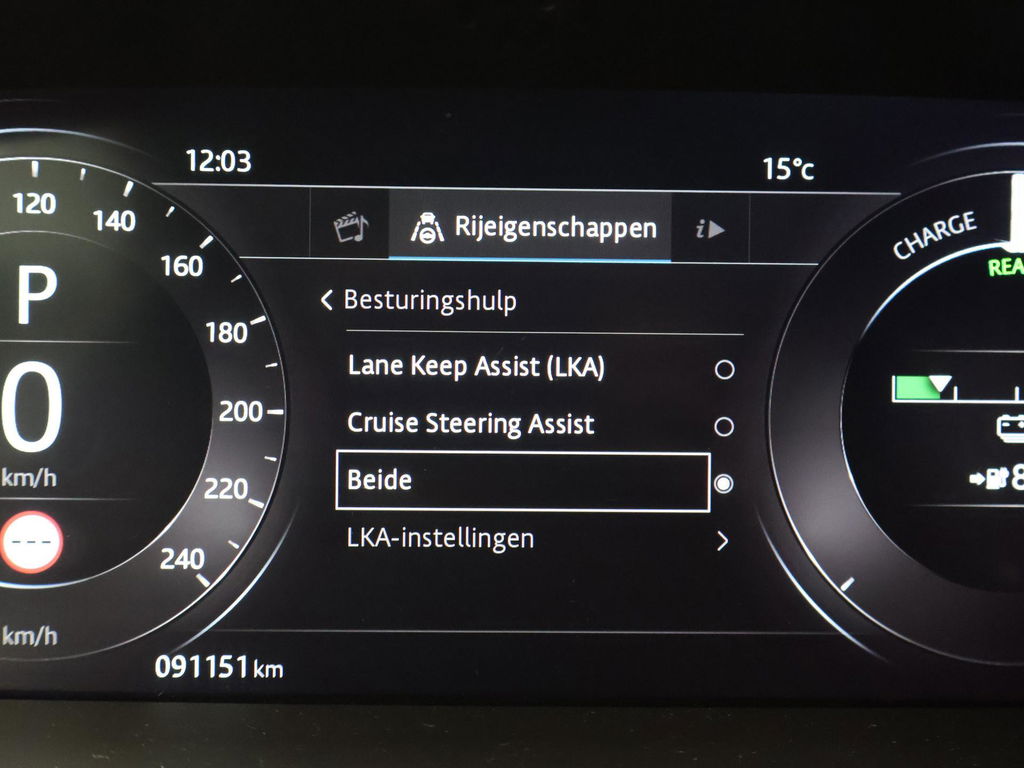 12:03
15°c
120
140
160
180
200
220
240
P
0
km/h
---
km/h
i
Rijeigenschappen
Besturingshulp
Lane Keep Assist (LKA)
Cruise Steering Assist
Beide
LKA-instellingen
CHARGE
091151 km